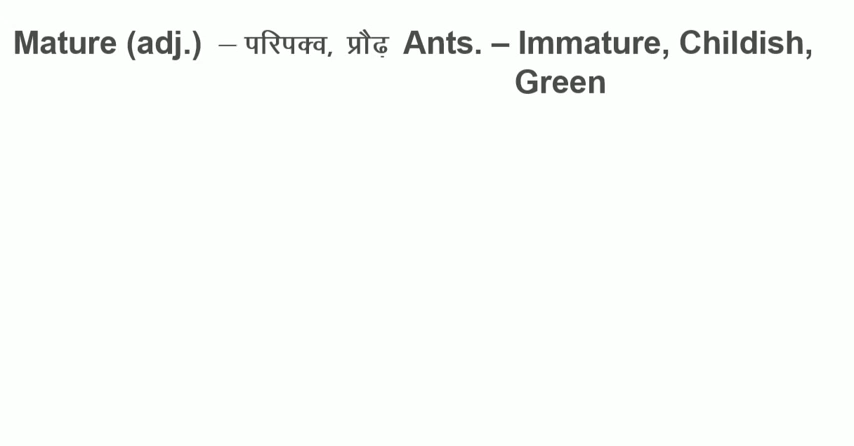 Mature (adj.) – परिपक्व, प्रौढ़ Ants. – Immature, Childish,
Green